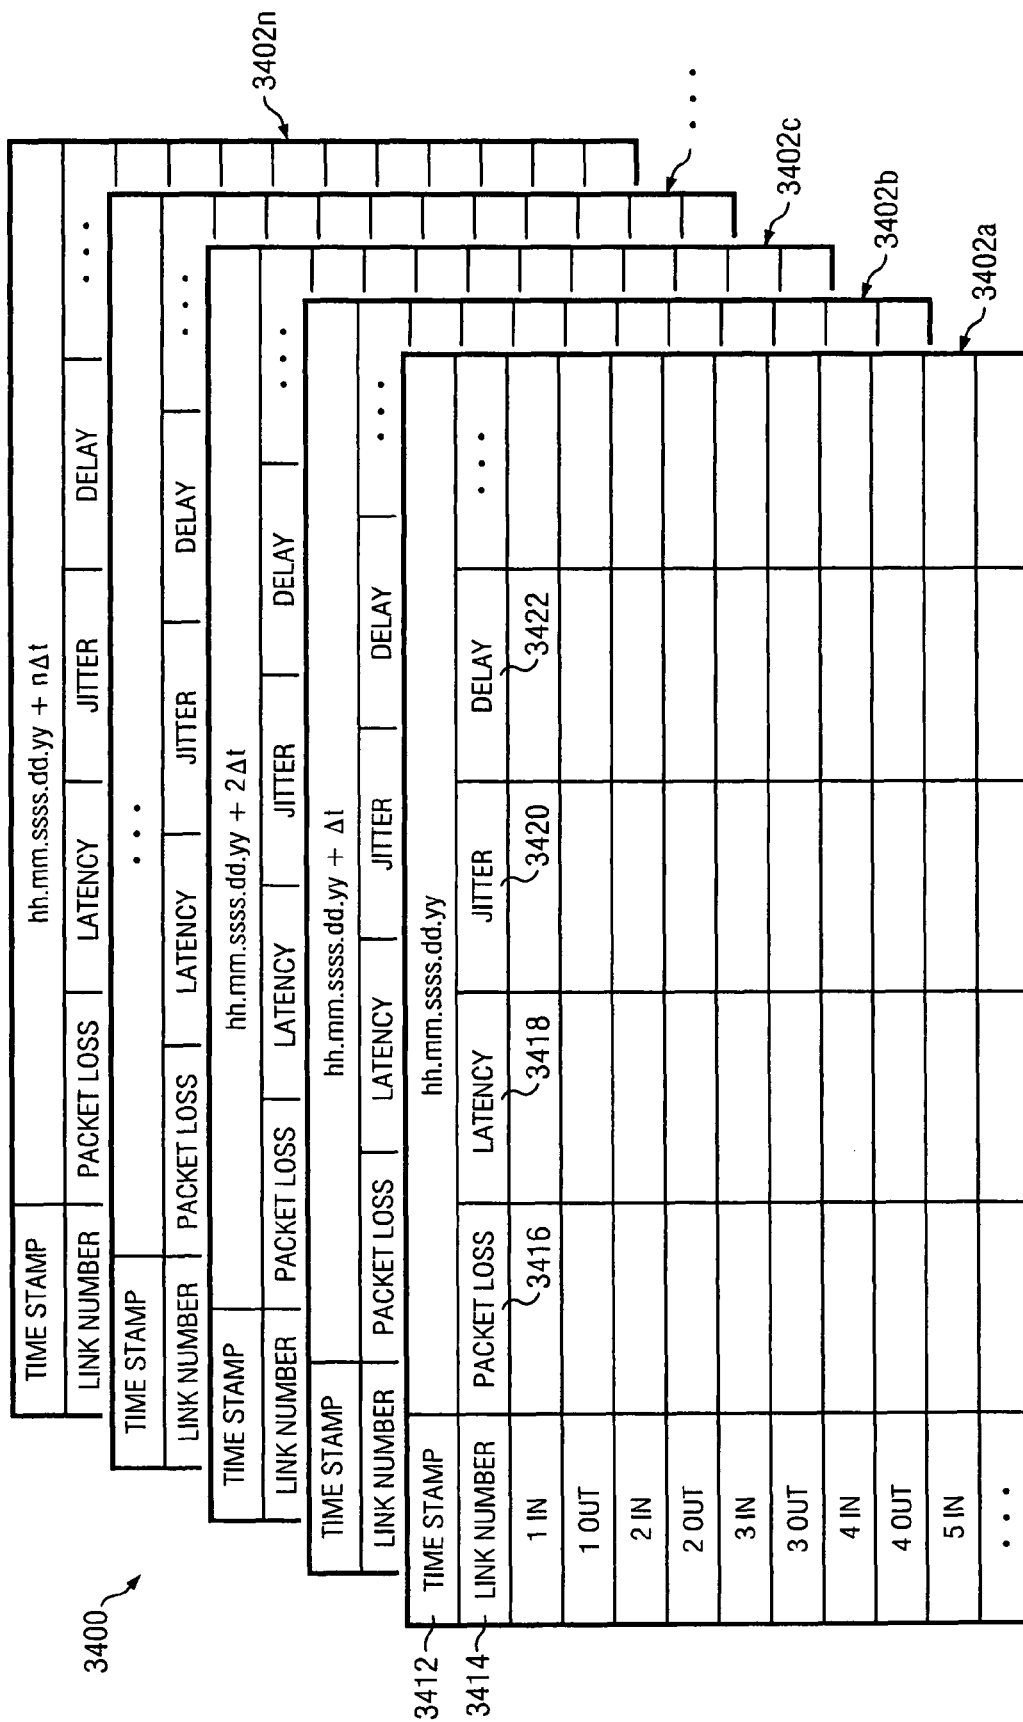 3400
TIME STAMP hh.mm.ssss.dd.yy + nΔt
LINK NUMBER PACKET LOSS LATENCY JITTER DELAY • • •
3402n
TIME STAMP • • •
LINK NUMBER PACKET LOSS LATENCY JITTER DELAY • • •
• • •
TIME STAMP hh.mm.ssss.dd.yy + 2Δt
LINK NUMBER PACKET LOSS LATENCY JITTER DELAY • • •
3402c
TIME STAMP hh.mm.ssss.dd.yy + Δt
LINK NUMBER PACKET LOSS LATENCY JITTER DELAY • • •
3402b
3412 TIME STAMP hh.mm.ssss.dd.yy
3414 LINK NUMBER PACKET LOSS LATENCY JITTER DELAY • • •
3402a
1 IN 3416 3418 3420 3422
1 OUT
2 IN
2 OUT
3 IN
3 OUT
4 IN
4 OUT
5 IN
• • •